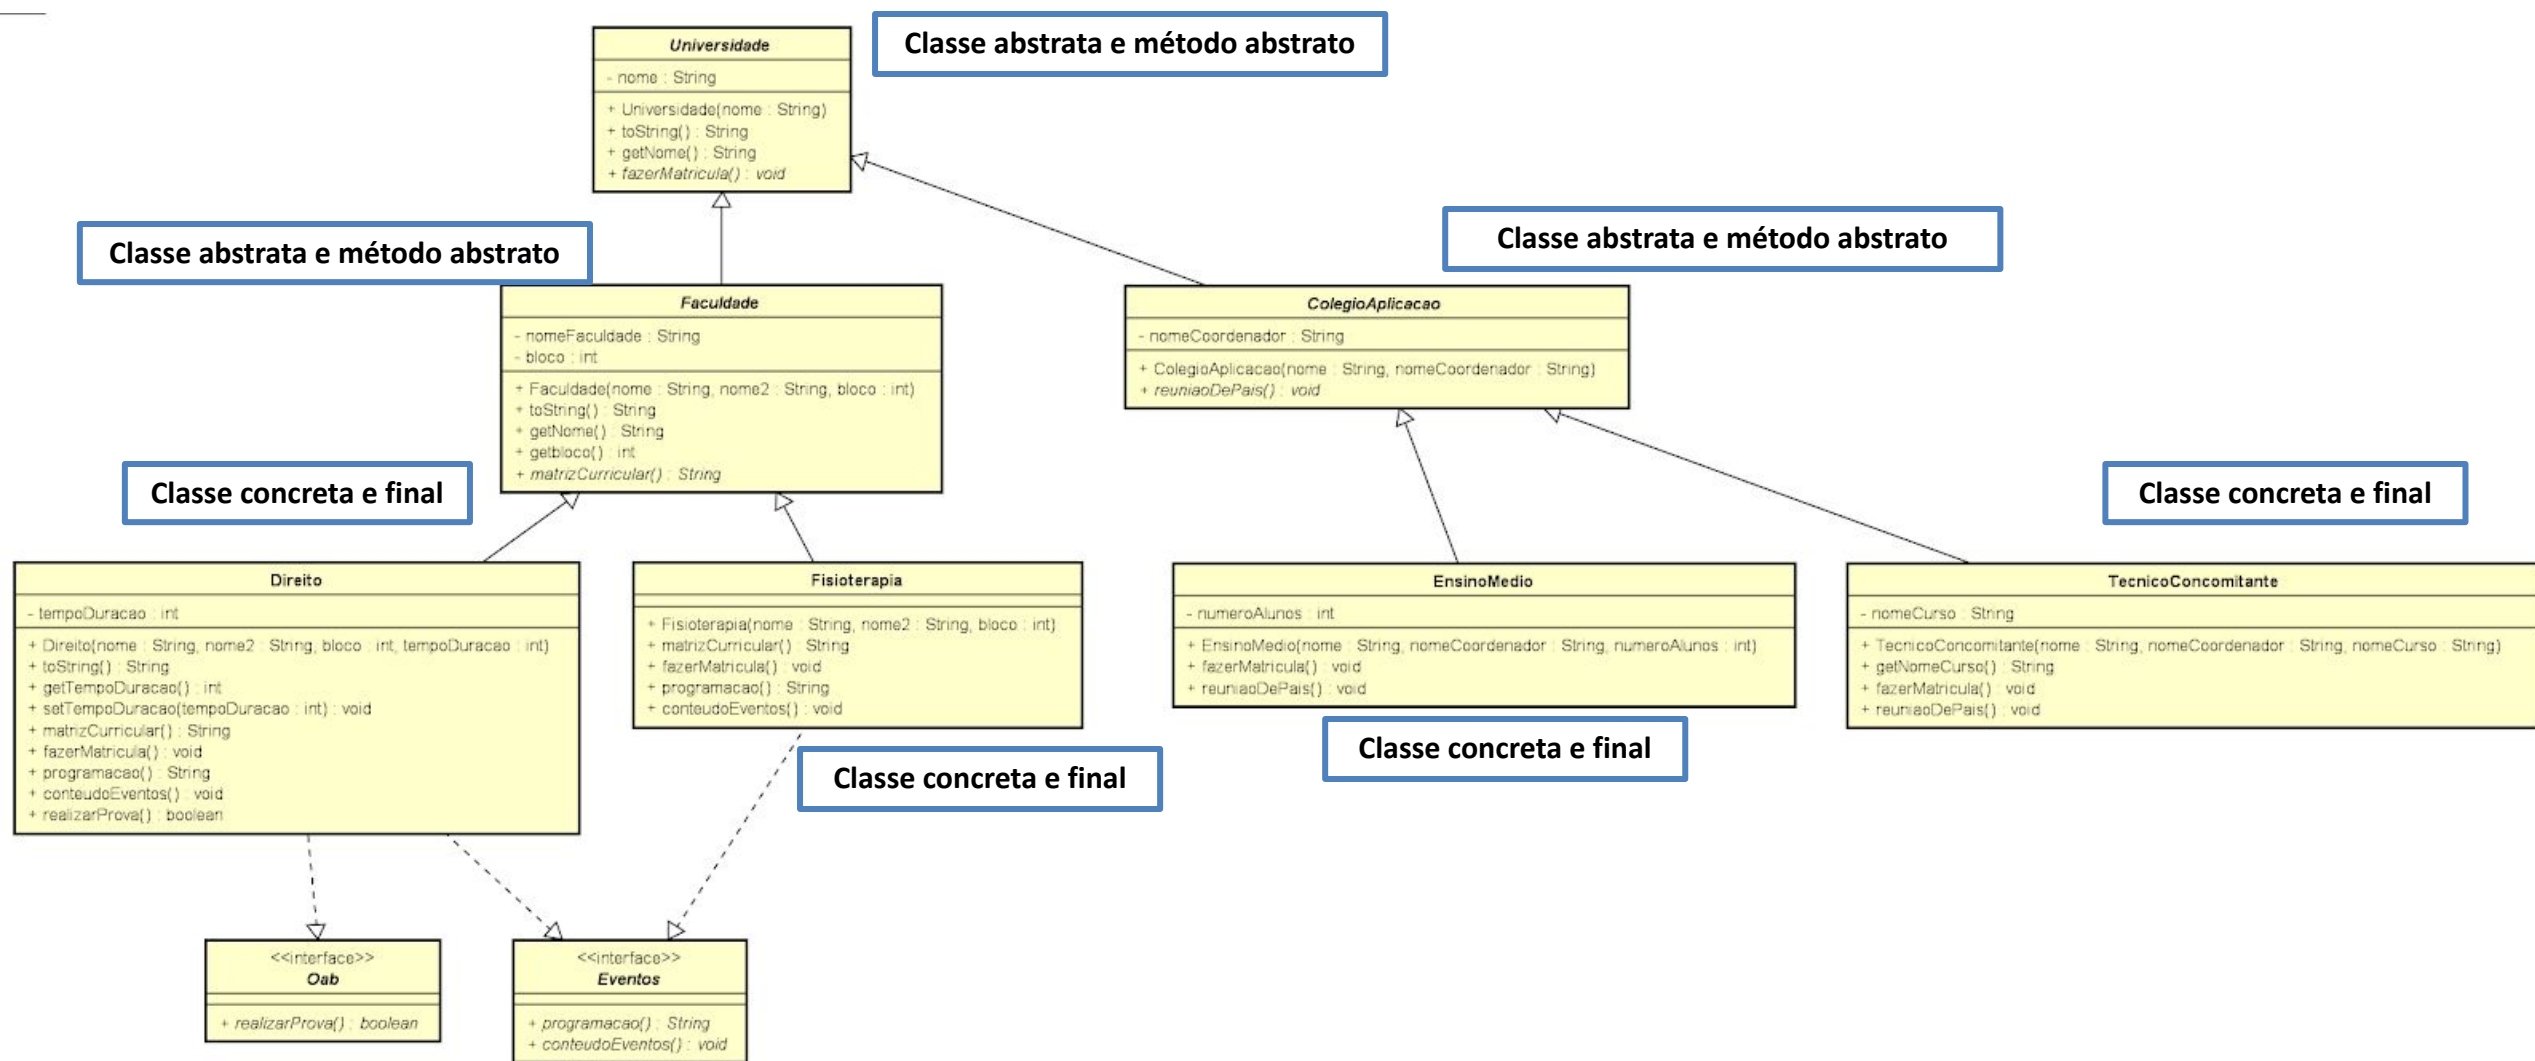 Universidade
- nome : String
+ Universidade(nome : String)
+ toString() : String
+ getNome() : String
+ fazerMatricula() : void
Classe abstrata e método abstrato
Classe abstrata e método abstrato
Classe abstrata e método abstrato
Faculdade
- nomeFaculdade : String
- bloco : int
+ Faculdade(nome : String, nome2 : String, bloco : int)
+ toString() : String
+ getNome() : String
+ getbloco() : int
+ matrizCurricular() : String
ColegioAplicacao
- nomeCoordenador : String
+ ColegioAplicacao(nome : String, nomeCoordenador : String)
+ reuniaoDePais() : void
Classe concreta e final
Classe concreta e final
Direito
- tempoDuracao : int
+ Direito(nome : String, nome2 : String, bloco : int, tempoDuracao : int)
+ toString() : String
+ getTempoDuracao() : int
+ setTempoDuracao(tempoDuracao : int) : void
+ matrizCurricular() : String
+ fazerMatricula() : void
+ programacao() : String
+ conteudoEventos() : void
+ realizarProva() : boolean
Fisioterapia
+ Fisioterapia(nome : String, nome2 : String, bloco : int)
+ matrizCurricular() : String
+ fazerMatricula() : void
+ programacao() : String
+ conteudoEventos() : void
EnsinoMedio
- numeroAlunos : int
+ EnsinoMedio(nome : String, nomeCoordenador : String, numeroAlunos : int)
+ fazerMatricula() : void
+ reuniaoDePais() : void
TecnicoConcomitante
- nomeCurso : String
+ TecnicoConcomitante(nome : String, nomeCoordenador : String, nomeCurso : String)
+ getNomeCurso() : String
+ fazerMatricula() : void
+ reuniaoDePais() : void
Classe concreta e final
Classe concreta e final
<<interface>>
Oab
+ realizarProva() : boolean
<<interface>>
Eventos
+ programacao() : String
+ conteudoEventos() : void